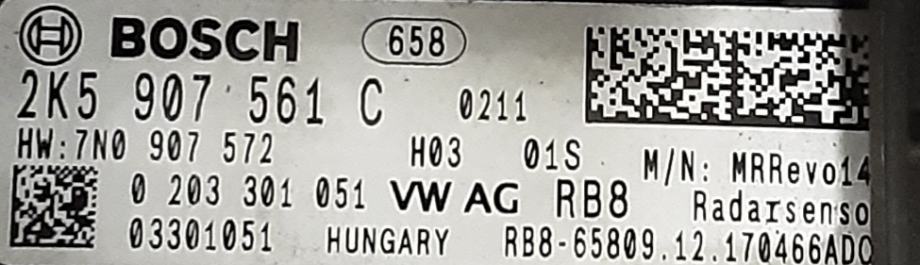 BOSCH 658
2K5 907 561 C 0211
HW:7N0 907 572 H03 01S M/N: MRRevo14
0 203 301 051 VW AG RB8 Radarsenso
03301051 HUNGARY RB8-65809.12.170466ADC